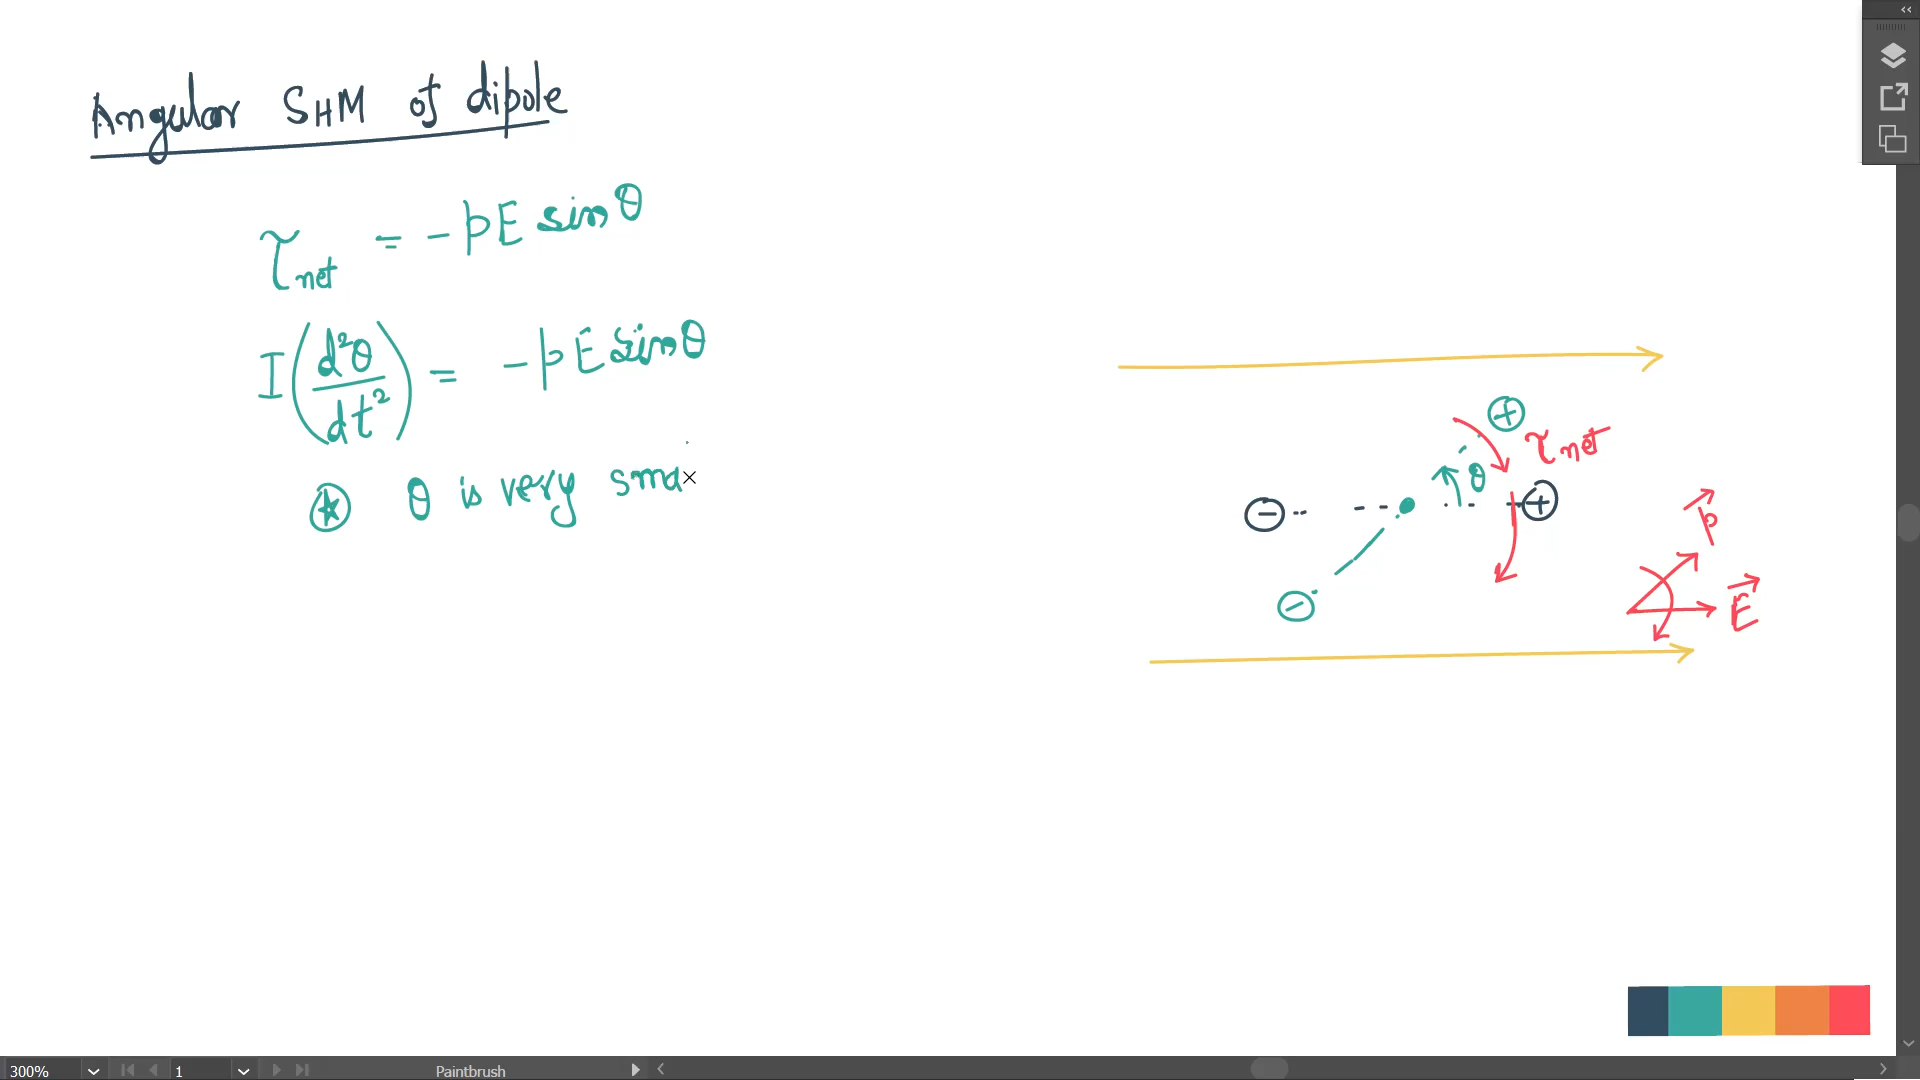 Angular SHM of dipole
τnet = -pE sinθ
I(d²θ/dt²) = -pE sinθ
⊛ θ is very sma
+
θ
τnet
−
+
p⃗
E⃗
−
300%
1
Paintbrush